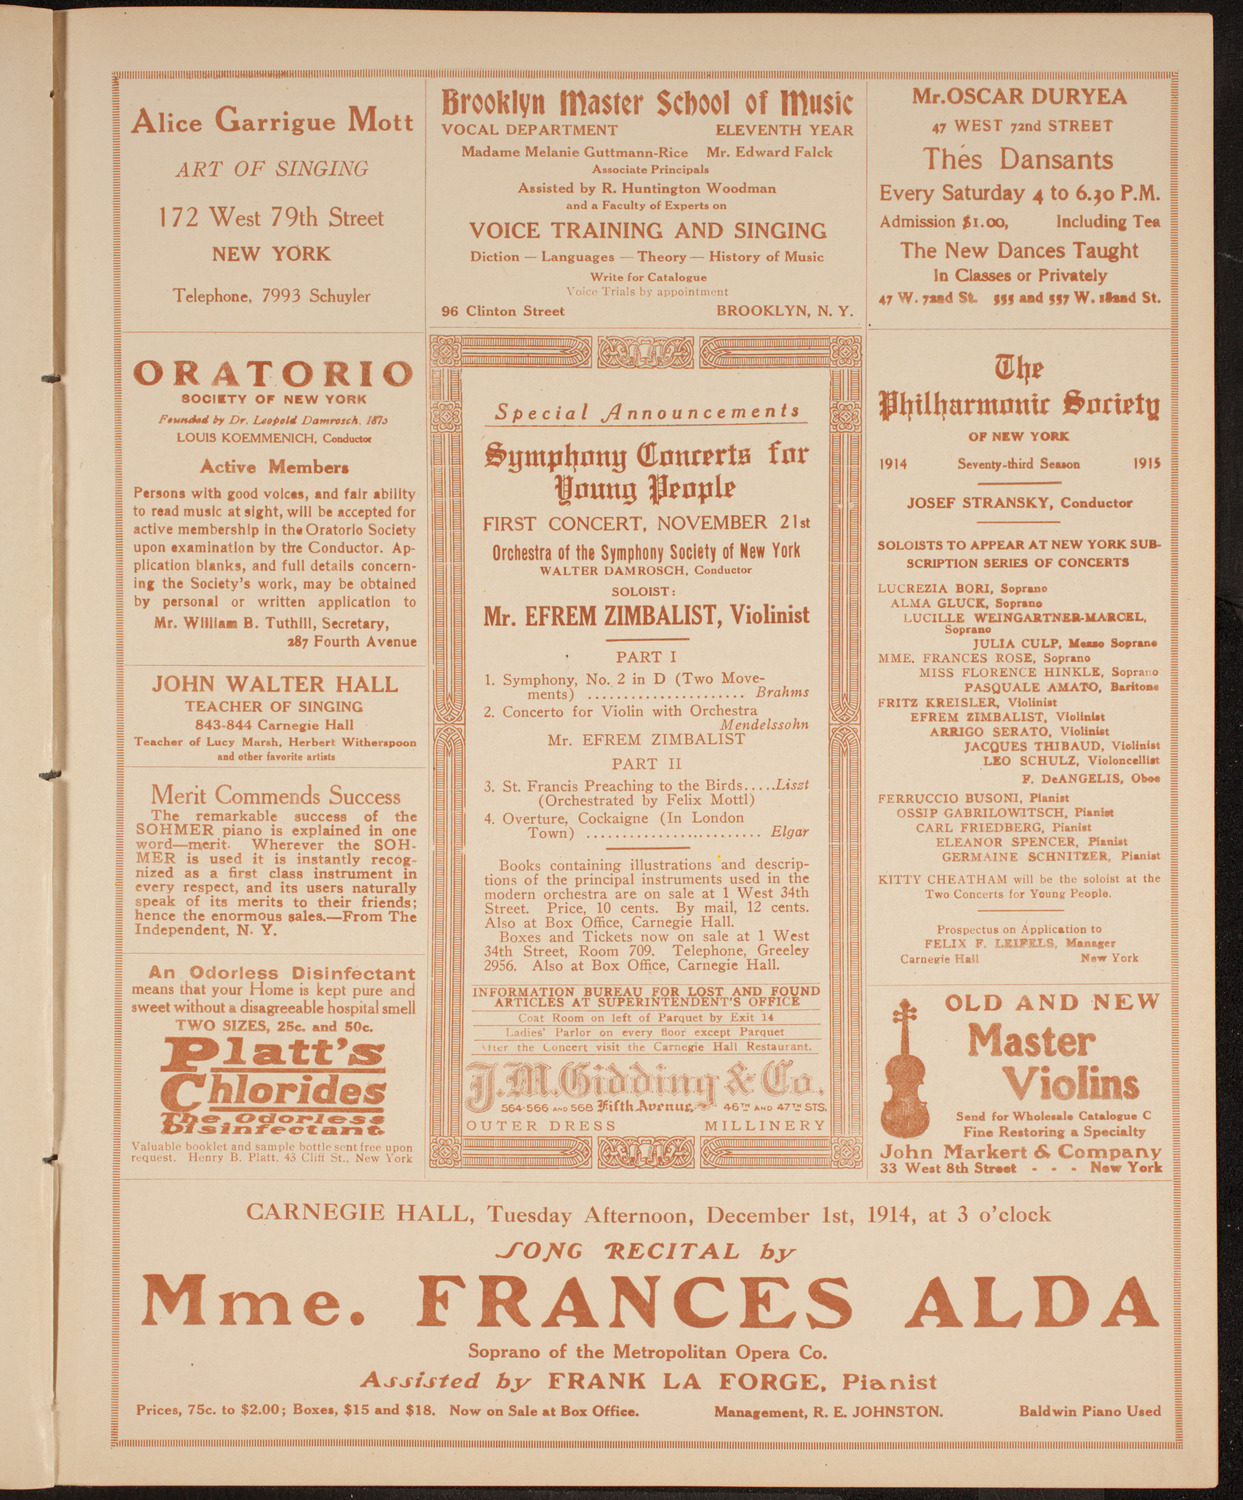 Alice Garrigue Mott
ART OF SINGING
172 West 79th Street
NEW YORK
Telephone, 7993 Schuyler
ORATORIO
SOCIETY OF NEW YORK
Founded by Dr. Leopold Damrosch, 1873
LOUIS KOEMMENICH, Conductor
Active Members
Persons with good voices, and fair ability
to read music at sight, will be accepted for
active membership in the Oratorio Society
upon examination by the Conductor. Ap-
plication blanks, and full details concern-
ing the Society's work, may be obtained
by personal or written application to
Mr. William B. Tuthill, Secretary,
287 Fourth Avenue
JOHN WALTER HALL
TEACHER OF SINGING
843-844 Carnegie Hall
Teacher of Lucy Marsh, Herbert Witherspoon
and other favorite artists
Merit Commends Success
The remarkable success of the
SOHMER piano is explained in one
word—merit. Wherever the SOH-
MER is used it is instantly recog-
nized as a first class instrument in
every respect, and its users naturally
speak of its merits to their friends;
hence the enormous sales.—From The
Independent, N. Y.
An Odorless Disinfectant
means that your Home is kept pure and
sweet without a disagreeable hospital smell
TWO SIZES, 25c. and 50c.
Platt's
Chlorides
The Odorless
Disinfectant.
Valuable booklet and sample bottle sent free upon
request. Henry B. Platt, 43 Cliff St., New York
Brooklyn Master School of Music
VOCAL DEPARTMENT ELEVENTH YEAR
Madame Melanie Guttmann-Rice Mr. Edward Falck
Associate Principals
Assisted by R. Huntington Woodman
and a Faculty of Experts on
VOICE TRAINING AND SINGING
Diction — Languages — Theory — History of Music
Write for Catalogue
Voice Trials by appointment
96 Clinton Street BROOKLYN, N. Y.
Special Announcements
Symphony Concerts for
Young People
FIRST CONCERT, NOVEMBER 21st
Orchestra of the Symphony Society of New York
WALTER DAMROSCH, Conductor
SOLOIST:
Mr. EFREM ZIMBALIST, Violinist
PART I
1. Symphony, No. 2 in D (Two Move-
ments) ...................... Brahms
2. Concerto for Violin with Orchestra
Mendelssohn
Mr. EFREM ZIMBALIST
PART II
3. St. Francis Preaching to the Birds.....Liszt
(Orchestrated by Felix Mottl)
4. Overture, Cockaigne (In London
Town) ........................ Elgar
Books containing illustrations and descrip-
tions of the principal instruments used in the
modern orchestra are on sale at 1 West 34th
Street. Price, 10 cents. By mail, 12 cents.
Also at Box Office, Carnegie Hall.
Boxes and Tickets now on sale at 1 West
34th Street, Room 709. Telephone, Greeley
2956. Also at Box Office, Carnegie Hall.
INFORMATION BUREAU FOR LOST AND FOUND
ARTICLES AT SUPERINTENDENT'S OFFICE
Coat Room on left of Parquet by Exit 14
Ladies' Parlor on every floor except Parquet
After the Concert visit the Carnegie Hall Restaurant.
J.M. Gidding & Co.
564-566 AND 568 Fifth Avenue, 46TH AND 47TH STS.
OUTER DRESS MILLINERY
Mr. OSCAR DURYEA
47 WEST 72nd STREET
Thés Dansants
Every Saturday 4 to 6.30 P.M.
Admission $1.00, Including Tea
The New Dances Taught
In Classes or Privately
47 W. 72nd St. 555 and 557 W. 182nd St.
The
Philharmonic Society
OF NEW YORK
1914 Seventy-third Season 1915
JOSEF STRANSKY, Conductor
SOLOISTS TO APPEAR AT NEW YORK SUB-
SCRIPTION SERIES OF CONCERTS
LUCREZIA BORI, Soprano
ALMA GLUCK, Soprano
LUCILLE WEINGARTNER-MARCEL,
Soprano
JULIA CULP, Mezzo Soprano
MME. FRANCES ROSE, Soprano
MISS FLORENCE HINKLE, Soprano
PASQUALE AMATO, Baritone
FRITZ KREISLER, Violinist
EFREM ZIMBALIST, Violinist
ARRIGO SERATO, Violinist
JACQUES THIBAUD, Violinist
LEO SCHULZ, Violoncellist
F. DeANGELIS, Oboe
FERRUCCIO BUSONI, Pianist
OSSIP GABRILOWITSCH, Pianist
CARL FRIEDBERG, Pianist
ELEANOR SPENCER, Pianist
GERMAINE SCHNITZER, Pianist
KITTY CHEATHAM will be the soloist at the
Two Concerts for Young People.
Prospectus on Application to
FELIX F. LEIFELS, Manager
Carnegie Hall New York
OLD AND NEW
Master
Violins
Send for Wholesale Catalogue C
Fine Restoring a Specialty
John Markert & Company
33 West 8th Street - - - New York
CARNEGIE HALL, Tuesday Afternoon, December 1st, 1914, at 3 o'clock
SONG RECITAL by
Mme. FRANCES ALDA
Soprano of the Metropolitan Opera Co.
Assisted by FRANK LA FORGE, Pianist
Prices, 75c. to $2.00; Boxes, $15 and $18. Now on Sale at Box Office. Management, R. E. JOHNSTON. Baldwin Piano Used